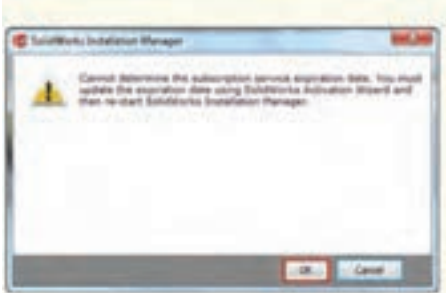 SolidWorks Installation Manager
Cannot determine the subscription service expiration date. You must
update the expiration date using SolidWorks Activation Wizard and
then re-start SolidWorks Installation Manager.
OK
Cancel